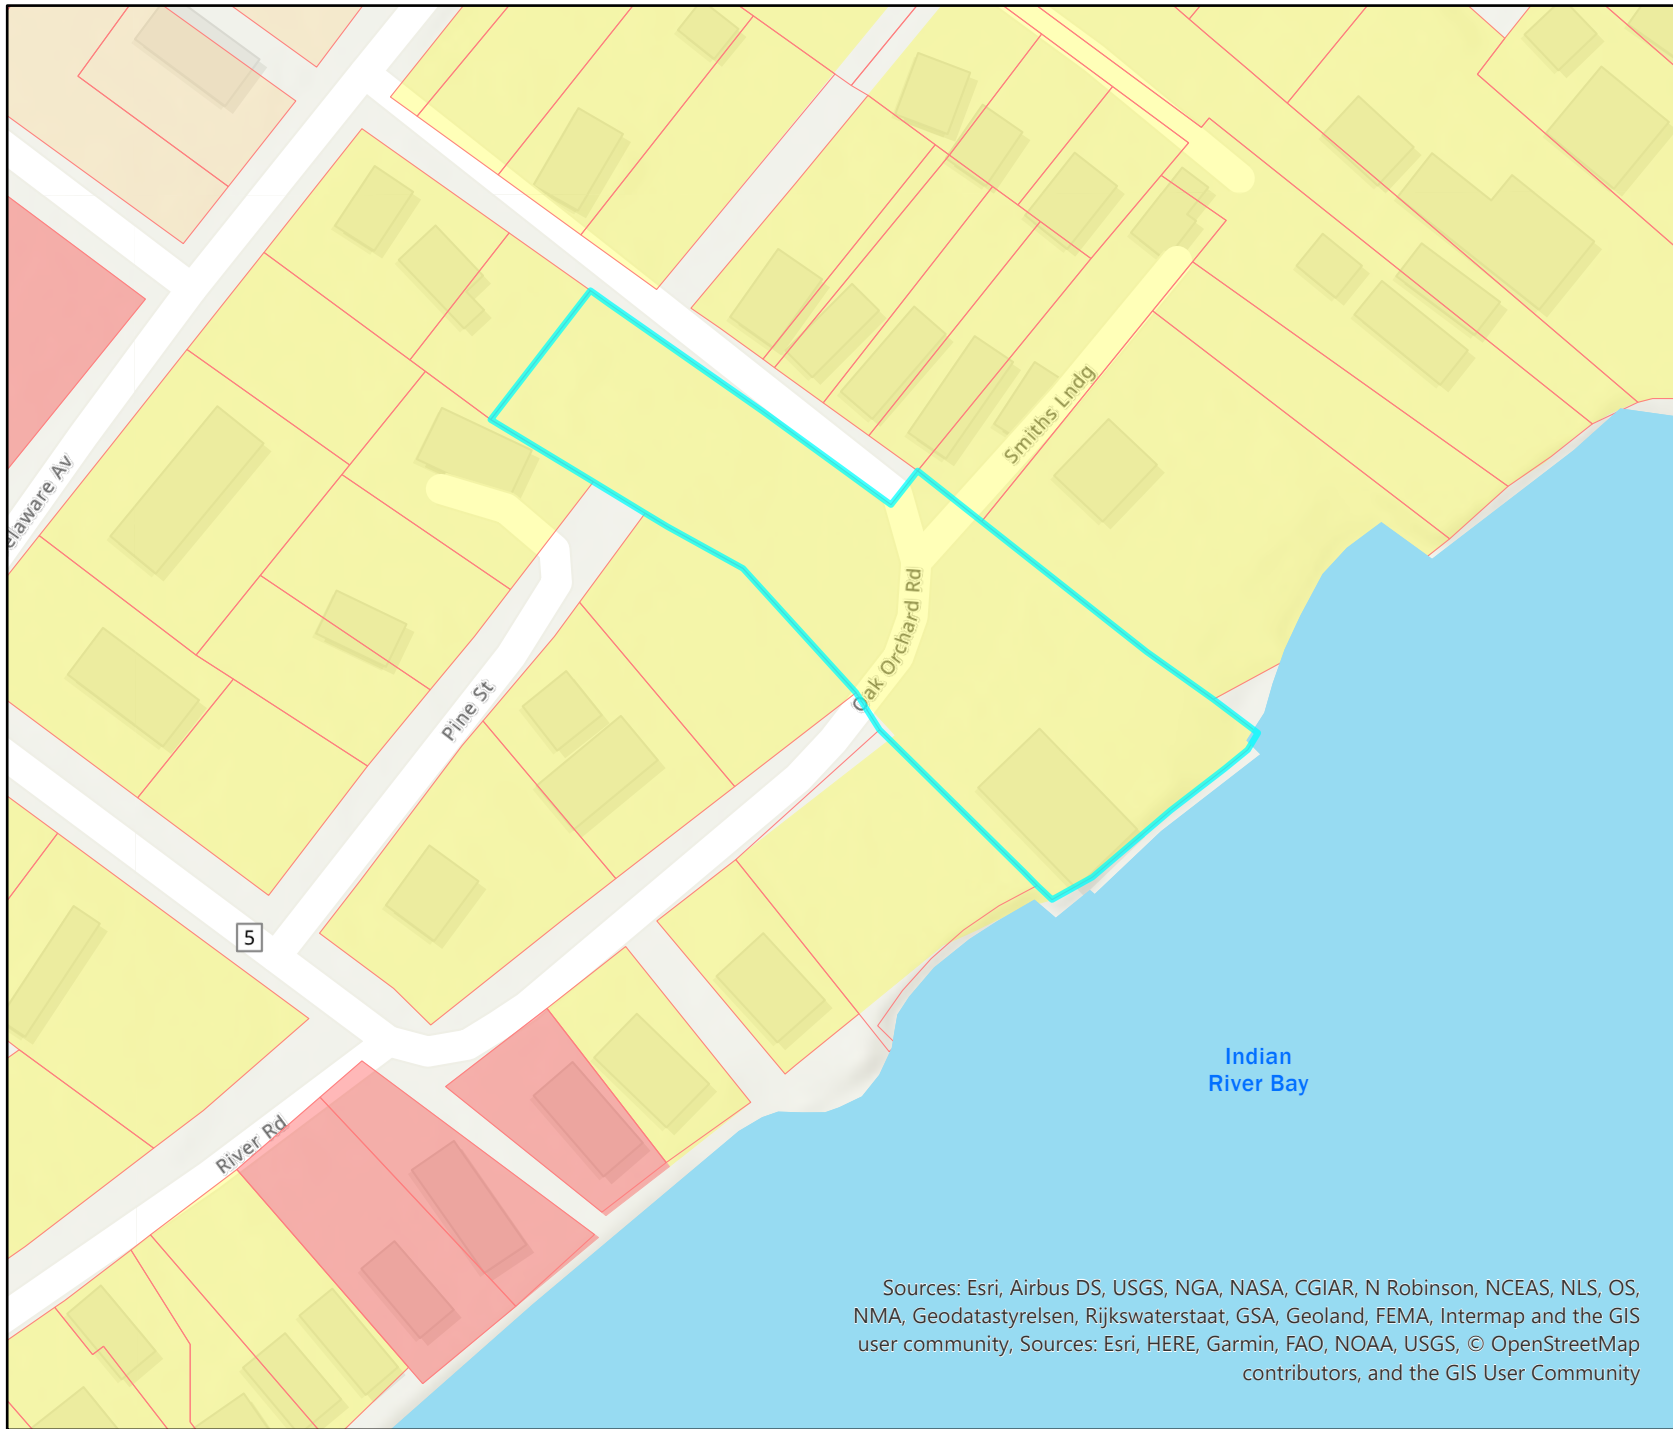 Smiths Lndg
elaware Av
Oak Orchard Rd
Pine St
5
River Rd
Indian
River Bay
Sources: Esri, Airbus DS, USGS, NGA, NASA, CGIAR, N Robinson, NCEAS, NLS, OS,
NMA, Geodatastyrelsen, Rijkswaterstaat, GSA, Geoland, FEMA, Intermap and the GIS
user community, Sources: Esri, HERE, Garmin, FAO, NOAA, USGS, © OpenStreetMap
contributors, and the GIS User Community